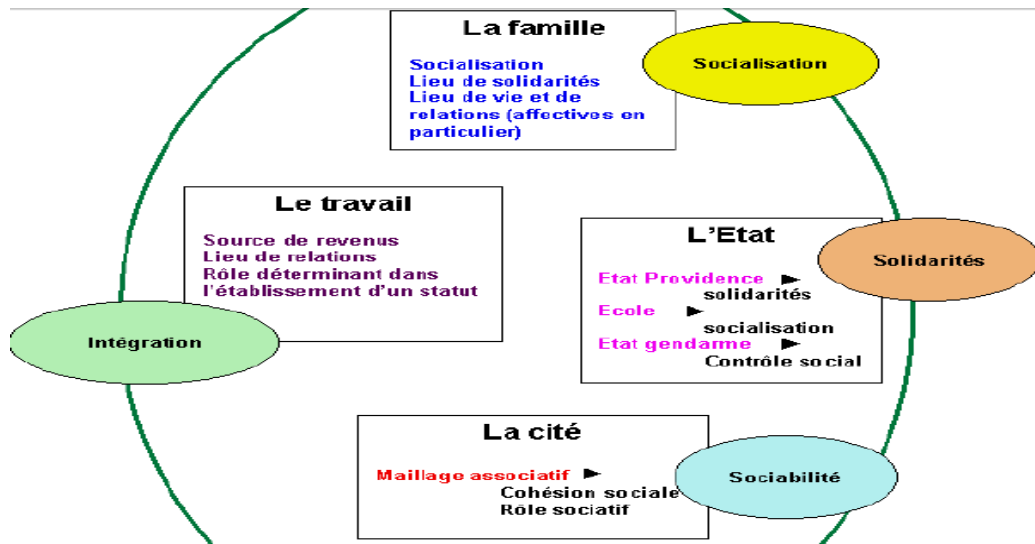 La famille
Socialisation
Lieu de solidarités
Lieu de vie et de
relations (affectives en
particulier)
Socialisation
Le travail
Source de revenus
Lieu de relations
Rôle déterminant dans
l'établissement d'un statut
Intégration
L'Etat
Etat Providence ►
solidarités
Ecole ►
socialisation
Etat gendarme ►
Contrôle social
Solidarités
La cité
Maillage associatif ►
Cohésion sociale
Rôle sociatif
Sociabilité